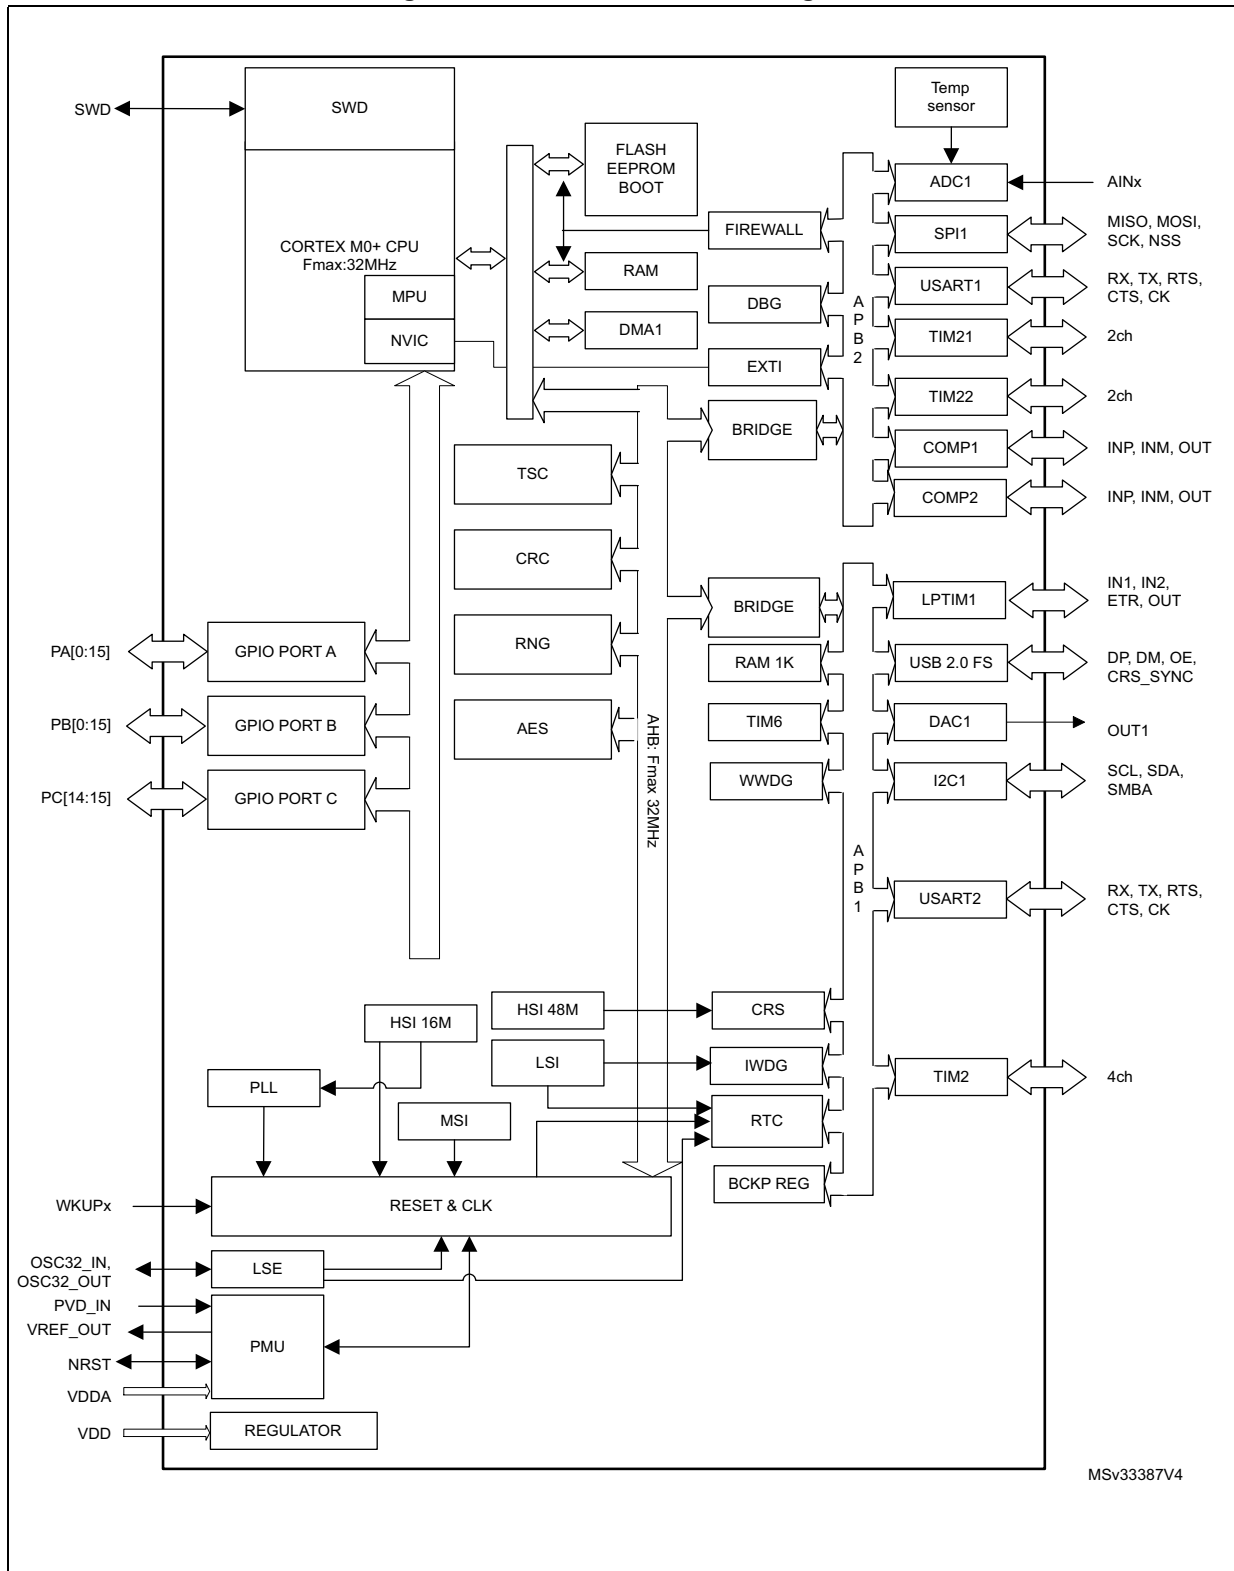 SWD
SWD
Temp
sensor
FLASH
EEPROM
BOOT
ADC1
AINx
CORTEX M0+ CPU
Fmax:32MHz
FIREWALL
SPI1
MISO, MOSI,
SCK, NSS
RAM
MPU
DBG
USART1
RX, TX, RTS,
CTS, CK
NVIC
DMA1
APB2
TIM21
2ch
EXTI
TIM22
2ch
BRIDGE
COMP1
INP, INM, OUT
TSC
COMP2
INP, INM, OUT
CRC
BRIDGE
LPTIM1
IN1, IN2,
ETR, OUT
PA[0:15]
GPIO PORT A
RNG
RAM 1K
USB 2.0 FS
DP, DM, OE,
CRS_SYNC
PB[0:15]
GPIO PORT B
AES
AHB: Fmax 32MHz
TIM6
DAC1
OUT1
PC[14:15]
GPIO PORT C
WWDG
I2C1
SCL, SDA,
SMBA
APB1
USART2
RX, TX, RTS,
CTS, CK
HSI 16M
HSI 48M
CRS
LSI
IWDG
PLL
TIM2
4ch
MSI
RTC
BCKP REG
WKUPx
RESET & CLK
OSC32_IN,
OSC32_OUT
LSE
PVD_IN
VREF_OUT
PMU
NRST
VDDA
VDD
REGULATOR
MSv33387V4